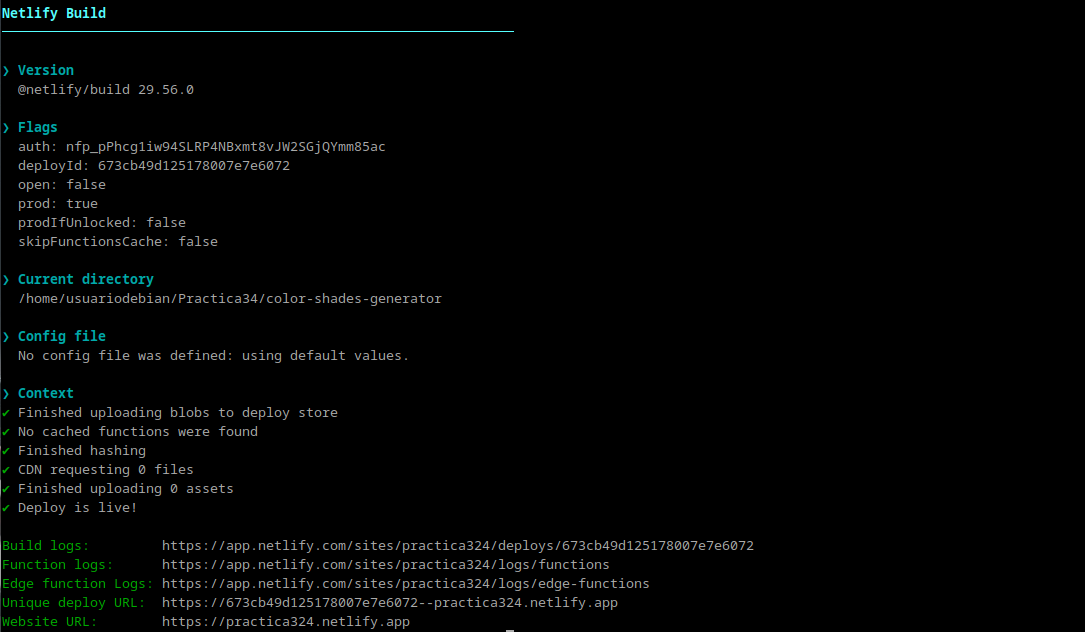 Netlify Build
❯ Version
@netlify/build 29.56.0
❯ Flags
auth: nfp_pPhcg1iw94SLRP4NBxmt8vJW2SGjQYmm85ac
deployId: 673cb49d125178007e7e6072
open: false
prod: true
prodIfUnlocked: false
skipFunctionsCache: false
❯ Current directory
/home/usuariodebian/Practica34/color-shades-generator
❯ Config file
No config file was defined: using default values.
❯ Context
✔ Finished uploading blobs to deploy store
✔ No cached functions were found
✔ Finished hashing
✔ CDN requesting 0 files
✔ Finished uploading 0 assets
✔ Deploy is live!
Build logs: https://app.netlify.com/sites/practica324/deploys/673cb49d125178007e7e6072
Function logs: https://app.netlify.com/sites/practica324/logs/functions
Edge function Logs: https://app.netlify.com/sites/practica324/logs/edge-functions
Unique deploy URL: https://673cb49d125178007e7e6072--practica324.netlify.app
Website URL: https://practica324.netlify.app